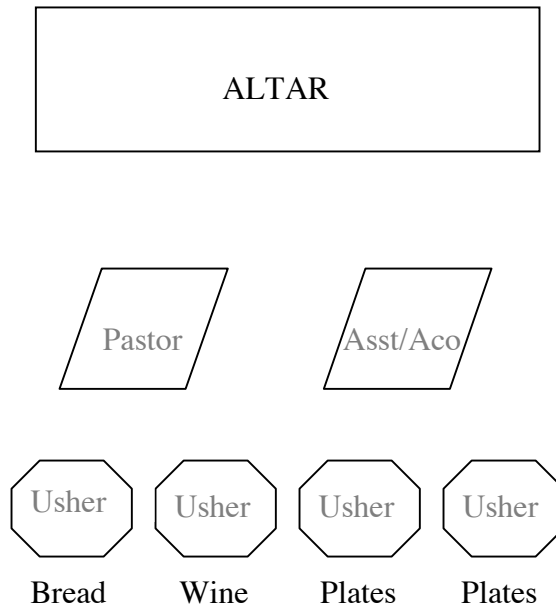 ALTAR
Pastor Asst/Aco
Usher Usher Usher Usher
Bread Wine Plates Plates